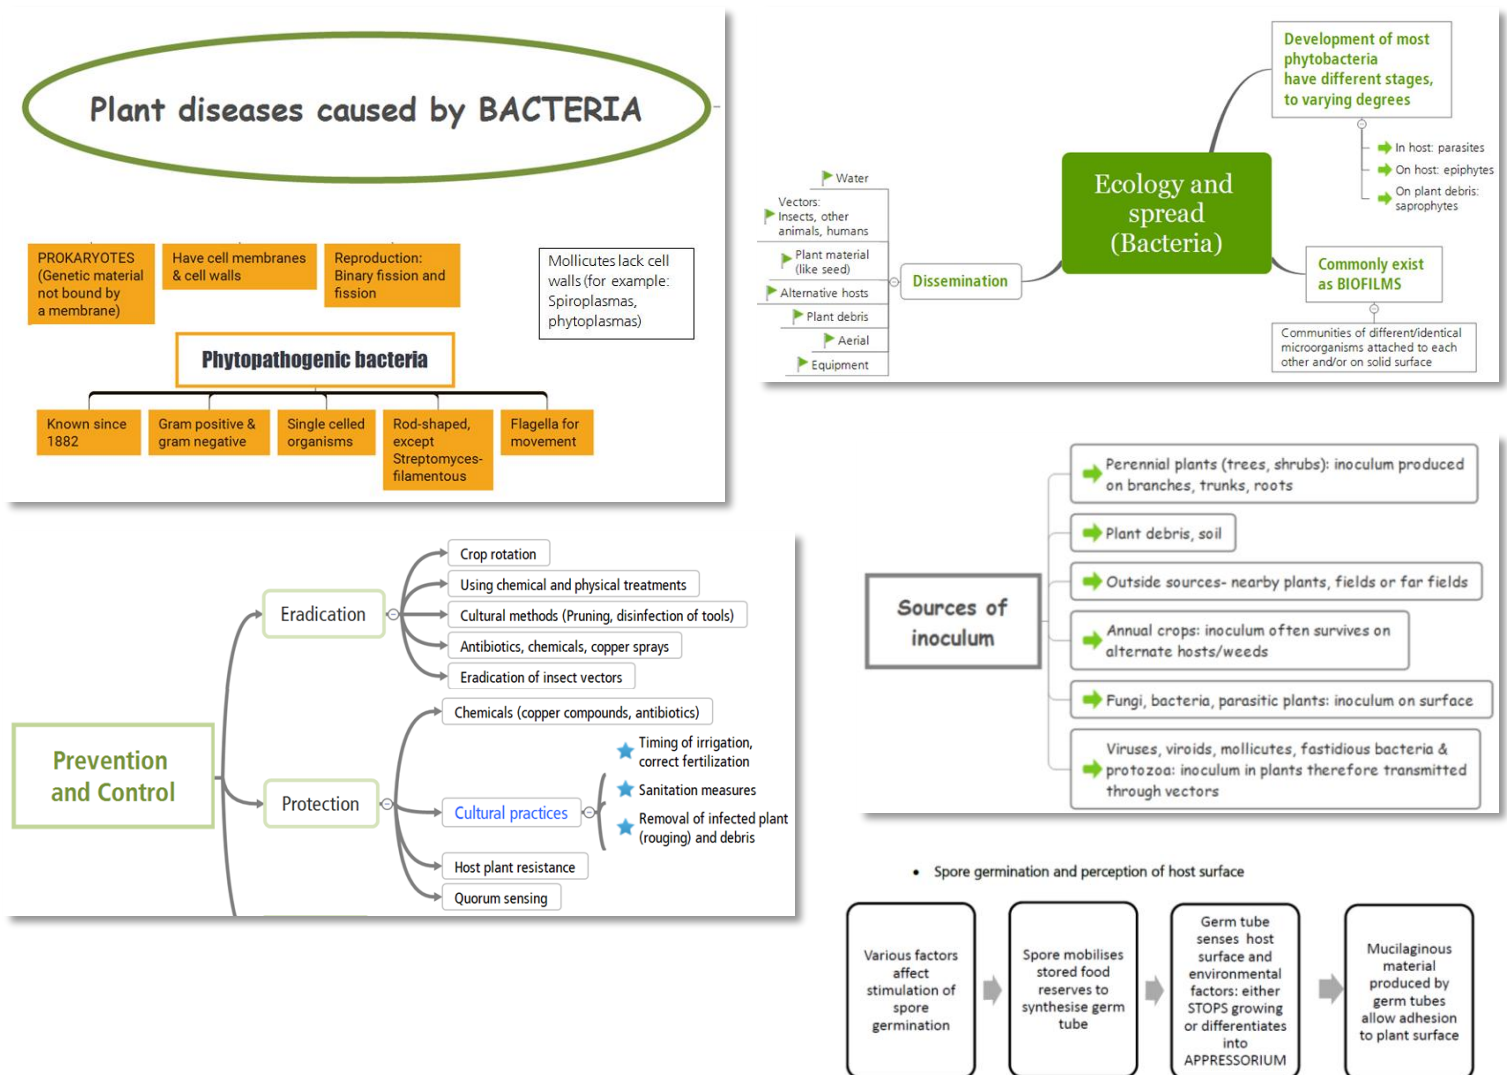 Plant diseases caused by BACTERIA
PROKARYOTES
(Genetic material
not bound by
a membrane)
Have cell membranes
& cell walls
Reproduction:
Binary fission and
fission
Mollicutes lack cell
walls (for example:
Spiroplasmas,
phytoplasmas)
Phytopathogenic bacteria
Known since
1882
Gram positive &
gram negative
Single celled
organisms
Rod-shaped,
except
Streptomyces-
filamentous
Flagella for
movement
Ecology and
spread
(Bacteria)
Development of most
phytobacteria
have different stages,
to varying degrees
In host: parasites
On host: epiphytes
On plant debris:
saprophytes
Commonly exist
as BIOFILMS
Communities of different/identical
microorganisms attached to each
other and/or on solid surface
Dissemination
Water
Vectors:
Insects, other
animals, humans
Plant material
(like seed)
Alternative hosts
Plant debris
Aerial
Equipment
Prevention
and Control
Eradication
Crop rotation
Using chemical and physical treatments
Cultural methods (Pruning, disinfection of tools)
Antibiotics, chemicals, copper sprays
Eradication of insect vectors
Protection
Chemicals (copper compounds, antibiotics)
Cultural practices
Timing of irrigation,
correct fertilization
Sanitation measures
Removal of infected plant
(rouging) and debris
Host plant resistance
Quorum sensing
Sources of
inoculum
Perennial plants (trees, shrubs): inoculum produced
on branches, trunks, roots
Plant debris, soil
Outside sources- nearby plants, fields or far fields
Annual crops: inoculum often survives on
alternate hosts/weeds
Fungi, bacteria, parasitic plants: inoculum on surface
Viruses, viroids, mollicutes, fastidious bacteria &
protozoa: inoculum in plants therefore transmitted
through vectors
• Spore germination and perception of host surface
Various factors
affect
stimulation of
spore
germination
Spore mobilises
stored food
reserves to
synthesise germ
tube
Germ tube
senses host
surface and
environmental
factors: either
STOPS growing
or differentiates
into
APPRESSORIUM
Mucilaginous
material
produced by
germ tubes
allow adhesion
to plant surface